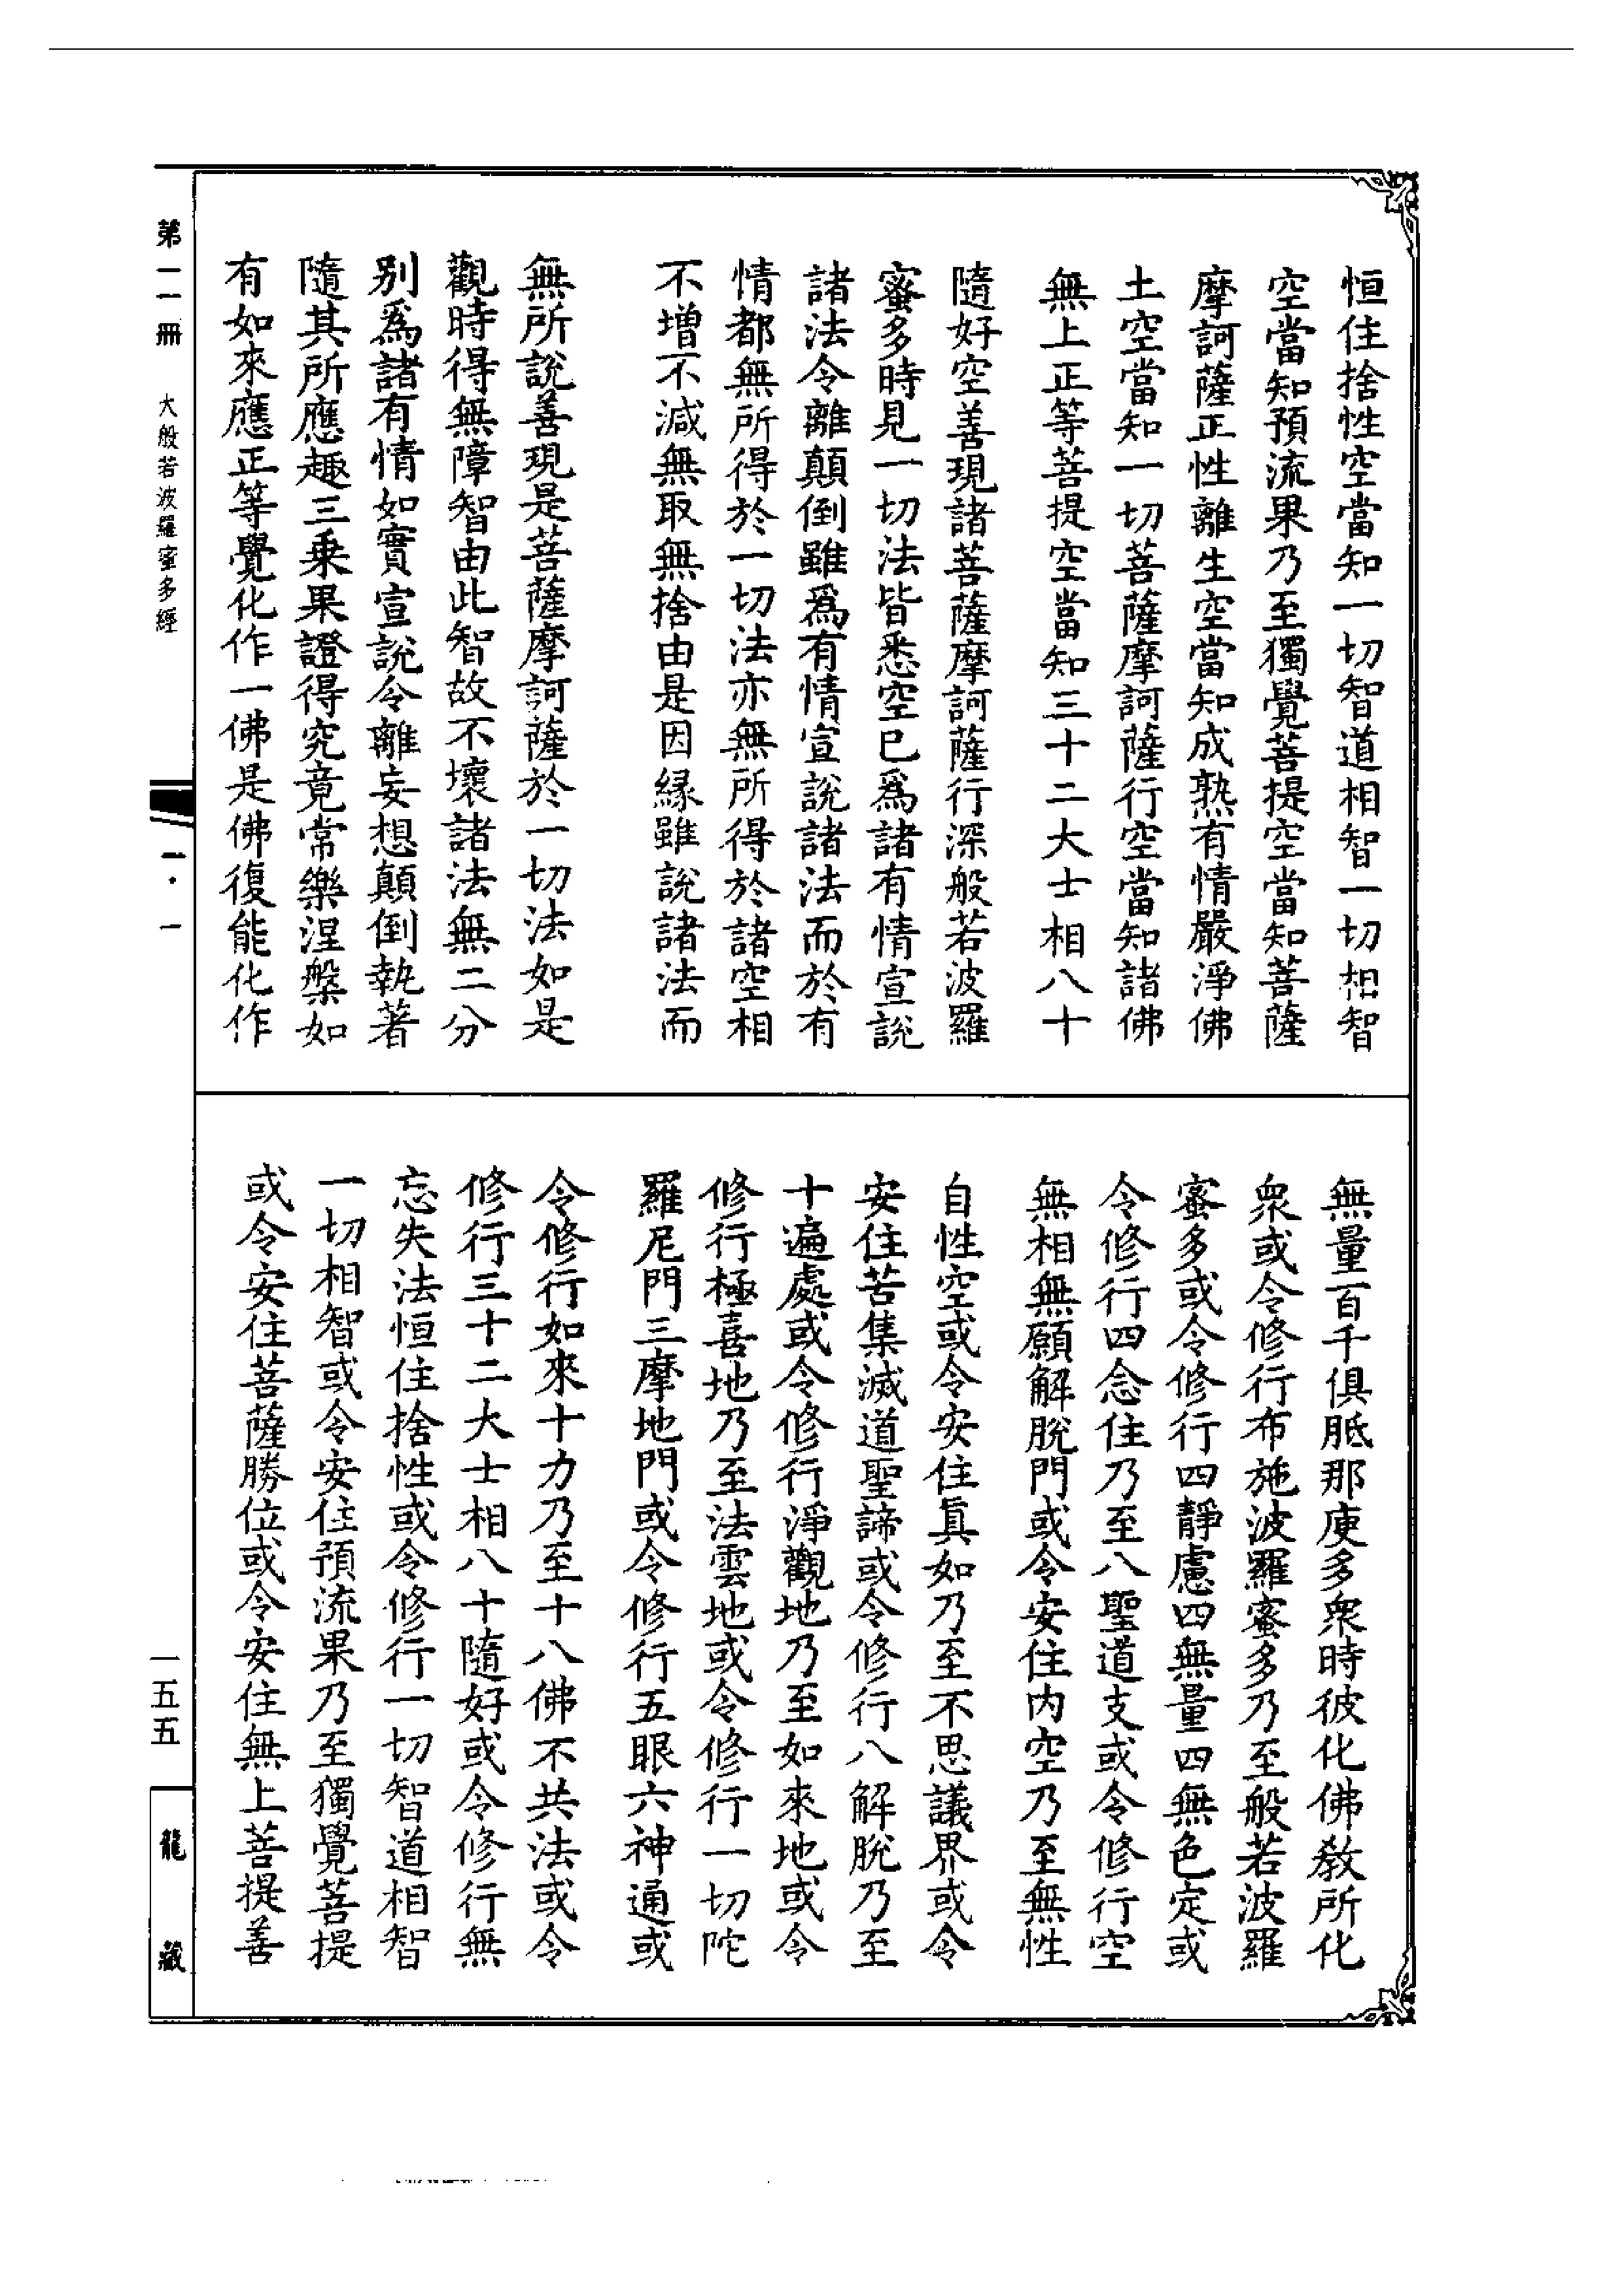 恒住捨性空當知一切智道相智一切相智
空當知預流果乃至獨覺菩提空當知菩薩
摩訶薩正性離生空當知成熟有情嚴淨佛
土空當知一切菩薩摩訶薩行空當知諸佛
無上正等菩提空當知三十二大士相八十
隨好空善現諸菩薩摩訶薩行深般若波羅
蜜多時見一切法皆悉空已爲諸有情宣說
諸法令離顛倒雖爲有情宣說諸法而於有
情都無所得於一切法亦無所得於諸空相
不增不減無取無捨由是因緣雖說諸法而
無所說善現是菩薩摩訶薩於一切法如是
觀時得無障智由此智故不壞諸法無二分
別爲諸有情如實宣說令離妄想顛倒執著
隨其所應趣三乘果證得究竟常樂涅槃如
有如來應正等覺化作一佛是佛復能化作
無量百千俱胝那庾多衆時彼化佛教所化
衆或令修行布施波羅蜜多乃至般若波羅
蜜多或令修行四靜慮四無量四無色定或
令修行四念住乃至八聖道支或令修行空
無相無願解脫門或令安住內空乃至無性
自性空或令安住眞如乃至不思議界或令
安住苦集滅道聖諦或令修行八解脫乃至
十遍處或令修行淨觀地乃至如來地或令
修行極喜地乃至法雲地或令修行一切陀
羅尼門三摩地門或令修行五眼六神通或
令修行如來十力乃至十八佛不共法或令
修行三十二大士相八十隨好或令修行無
忘失法恒住捨性或令修行一切智道相智
一切相智或令安住預流果乃至獨覺菩提
或令安住菩薩勝位或令安住無上菩提善
第一一冊 大般若波羅蜜多經
一·一
一五五
龍藏